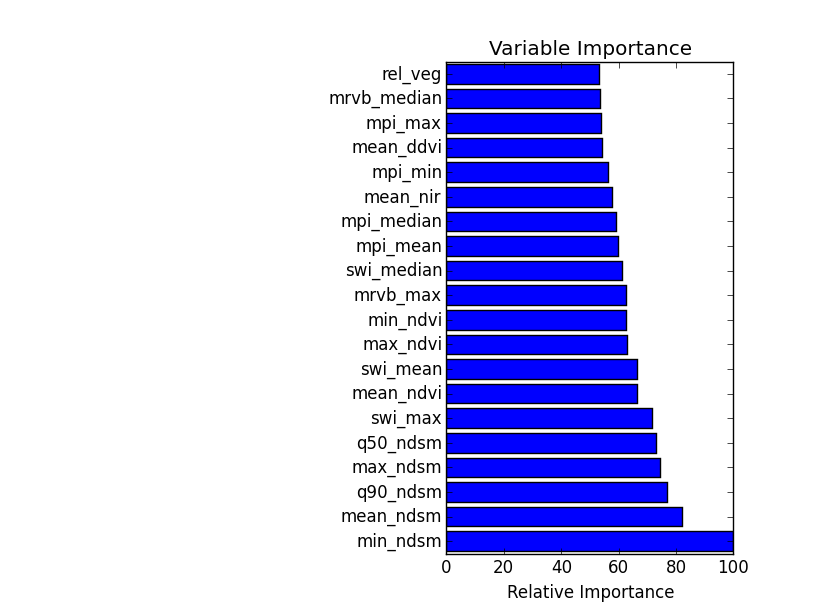 Variable Importance
rel_veg
mrvb_median
mpi_max
mean_ddvi
mpi_min
mean_nir
mpi_median
mpi_mean
swi_median
mrvb_max
min_ndvi
max_ndvi
swi_mean
mean_ndvi
swi_max
q50_ndsm
max_ndsm
q90_ndsm
mean_ndsm
min_ndsm
0 20 40 60 80 100
Relative Importance